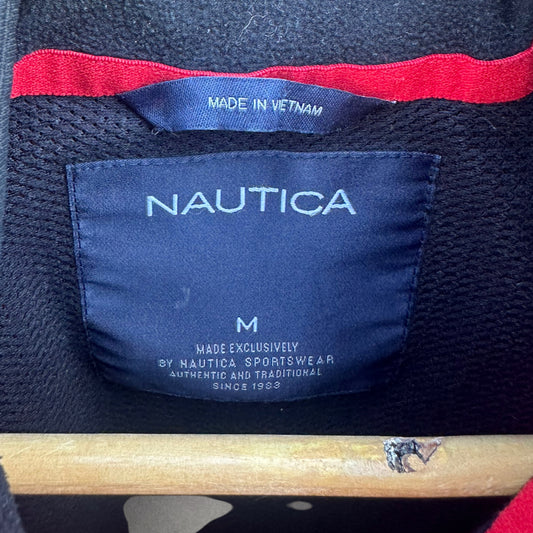 MADE IN VIETNAM
NAUTICA
M
MADE EXCLUSIVELY
BY NAUTICA SPORTSWEAR
AUTHENTIC AND TRADITIONAL
SINCE 1983